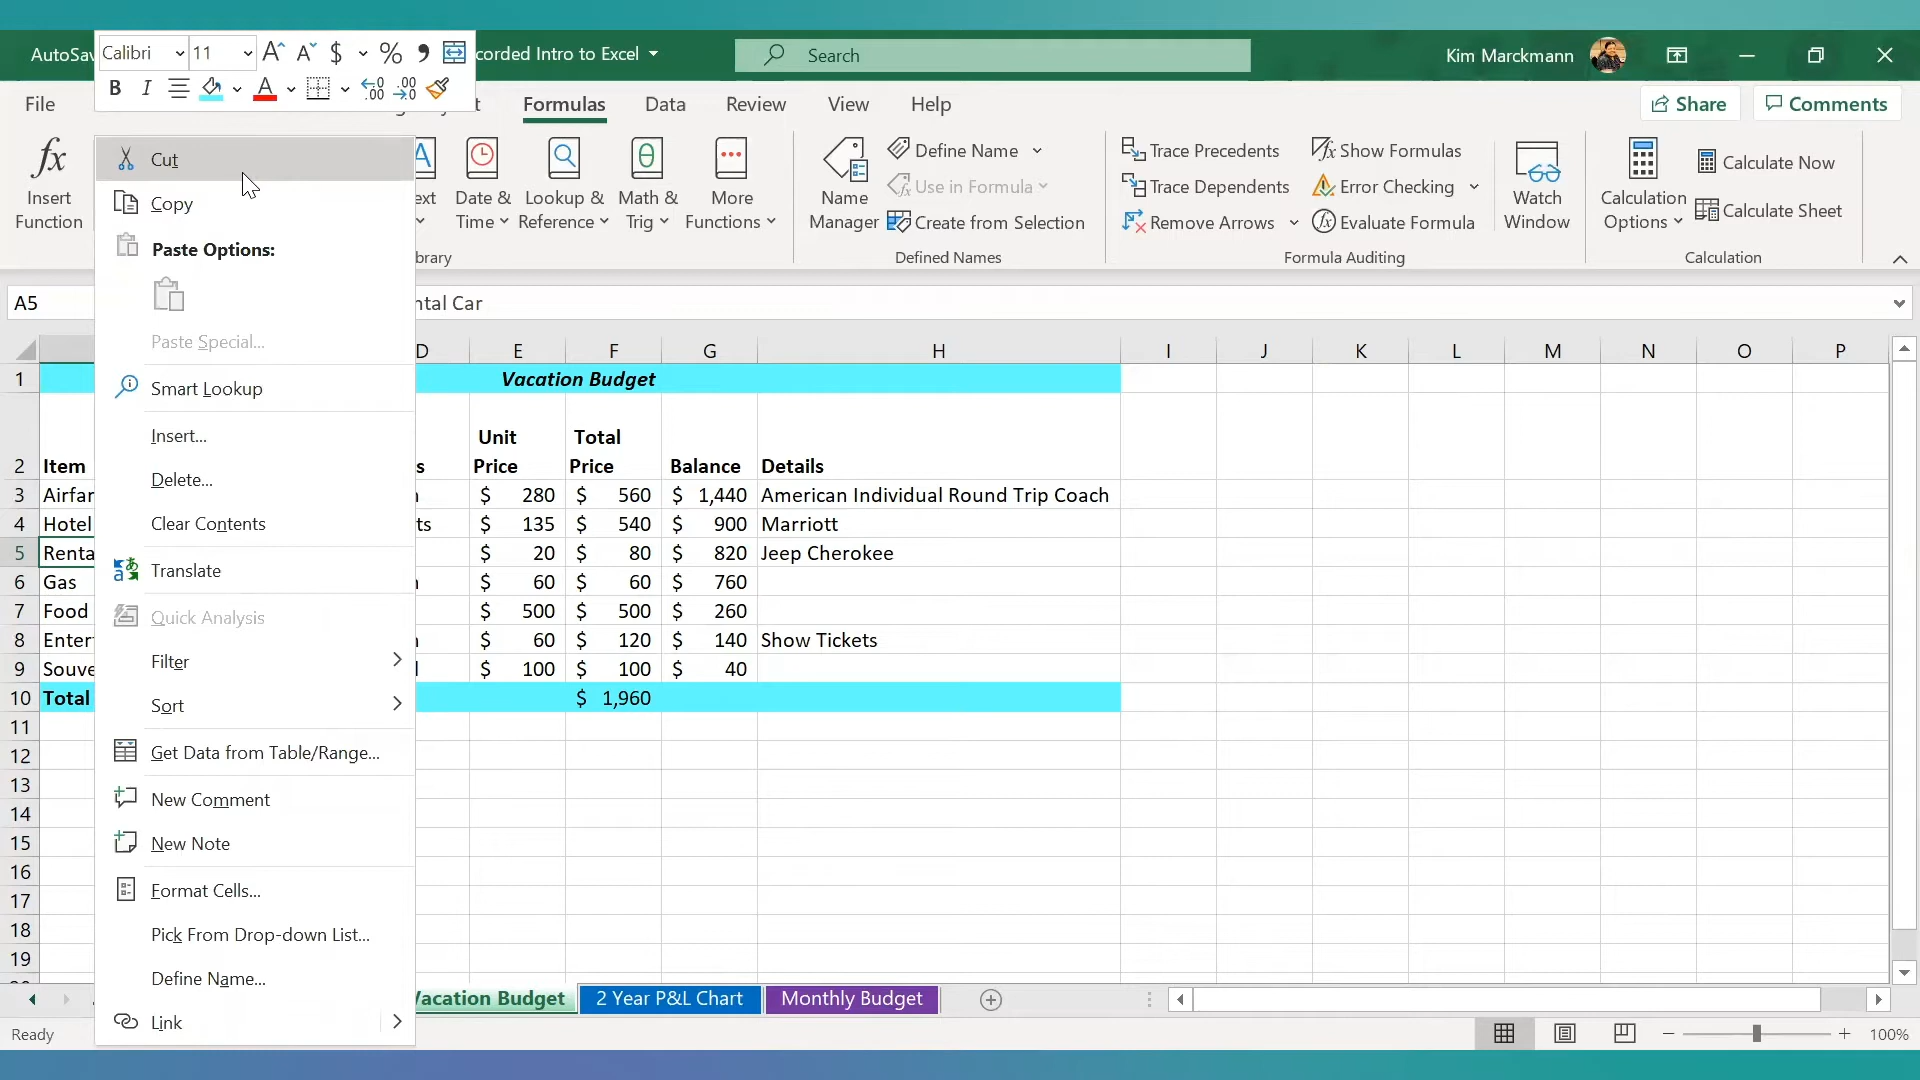 AutoSav
corded Intro to Excel
Search
Kim Marckmann
Calibri
11
$ % 9
B I A .00 .00
File
Formulas
Data
Review
View
Help
Share
Comments
fx
Insert
Function
Date &
Time
Lookup &
Reference
Math &
Trig
More
Functions
Name
Manager
Define Name
Use in Formula
Create from Selection
Trace Precedents
Trace Dependents
Remove Arrows
Show Formulas
Error Checking
Evaluate Formula
Watch
Window
Calculation
Options
Calculate Now
Calculate Sheet
brary
Defined Names
Formula Auditing
Calculation
A5
ntal Car
Cut
Copy
Paste Options:
Paste Special...
Smart Lookup
Insert...
Delete...
Clear Contents
Translate
Quick Analysis
Filter
Sort
Get Data from Table/Range...
New Comment
New Note
Format Cells...
Pick From Drop-down List...
Define Name...
Link
D E F G H I J K L M N O P
1 Vacation Budget
Unit Total
2 Item s Price Price Balance Details
3 Airfar $ 280 $ 560 $ 1,440 American Individual Round Trip Coach
4 Hotel ts $ 135 $ 540 $ 900 Marriott
5 Renta $ 20 $ 80 $ 820 Jeep Cherokee
6 Gas $ 60 $ 60 $ 760
7 Food $ 500 $ 500 $ 260
8 Enter $ 60 $ 120 $ 140 Show Tickets
9 Souve $ 100 $ 100 $ 40
10 Total $ 1,960
11
12
13
14
15
16
17
18
19
Vacation Budget
2 Year P&L Chart
Monthly Budget
Ready
100%